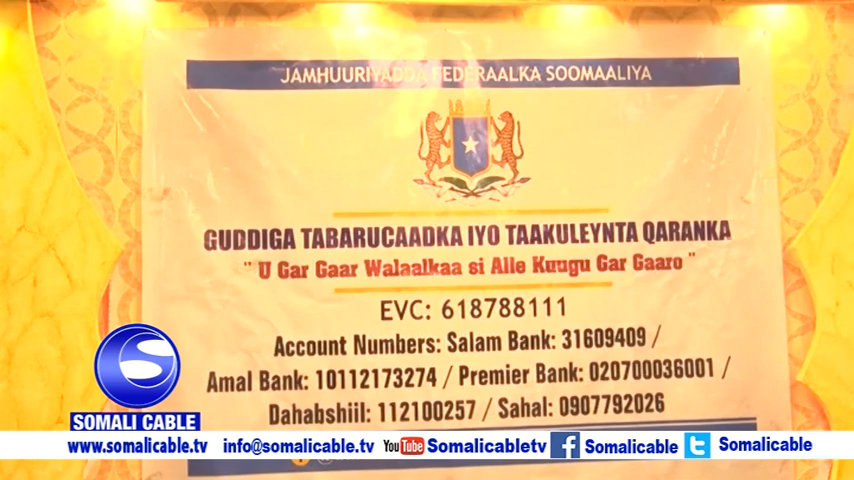 JAMHUURIYADDA FEDERAALKA SOOMAALIYA
GUDDIGA TABARUCAADKA IYO TAAKULEYNTA QARANKA
" U Gar Gaar Walaalkaa si Alle Kuugu Gar Gaaro "
EVC: 618788111
Account Numbers: Salam Bank: 31609409 /
Amal Bank: 10112173274 / Premier Bank: 020700036001 /
Dahabshiil: 112100257 / Sahal: 0907792026
S
SOMALI CABLE
www.somalicable.tv info@somalicable.tv YouTube Somalicabletv f Somalicable t Somalicable